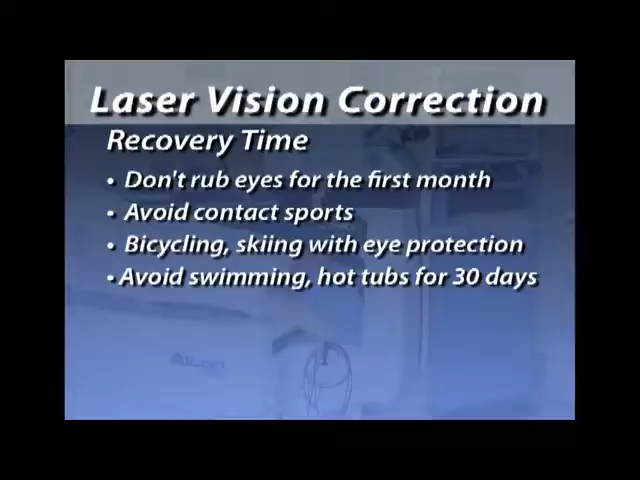 Laser Vision Correction
Recovery Time
• Don't rub eyes for the first month
• Avoid contact sports
• Bicycling, skiing with eye protection
• Avoid swimming, hot tubs for 30 days
Alcon